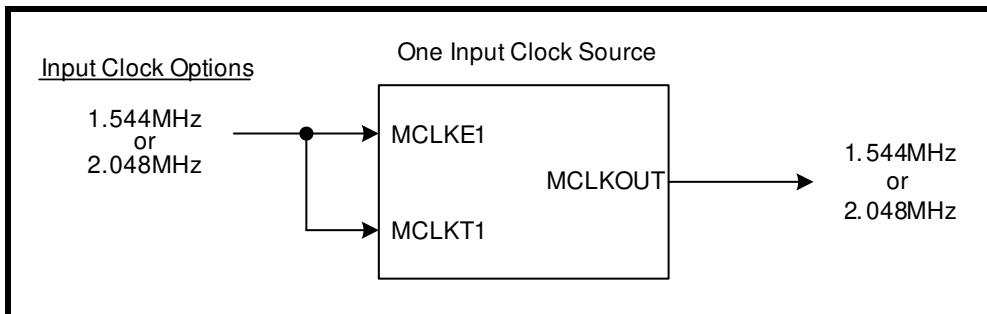 Input Clock Options
1.544MHz
or
2.048MHz
One Input Clock Source
MCLKE1
MCLKT1
MCLKOUT
1.544MHz
or
2.048MHz